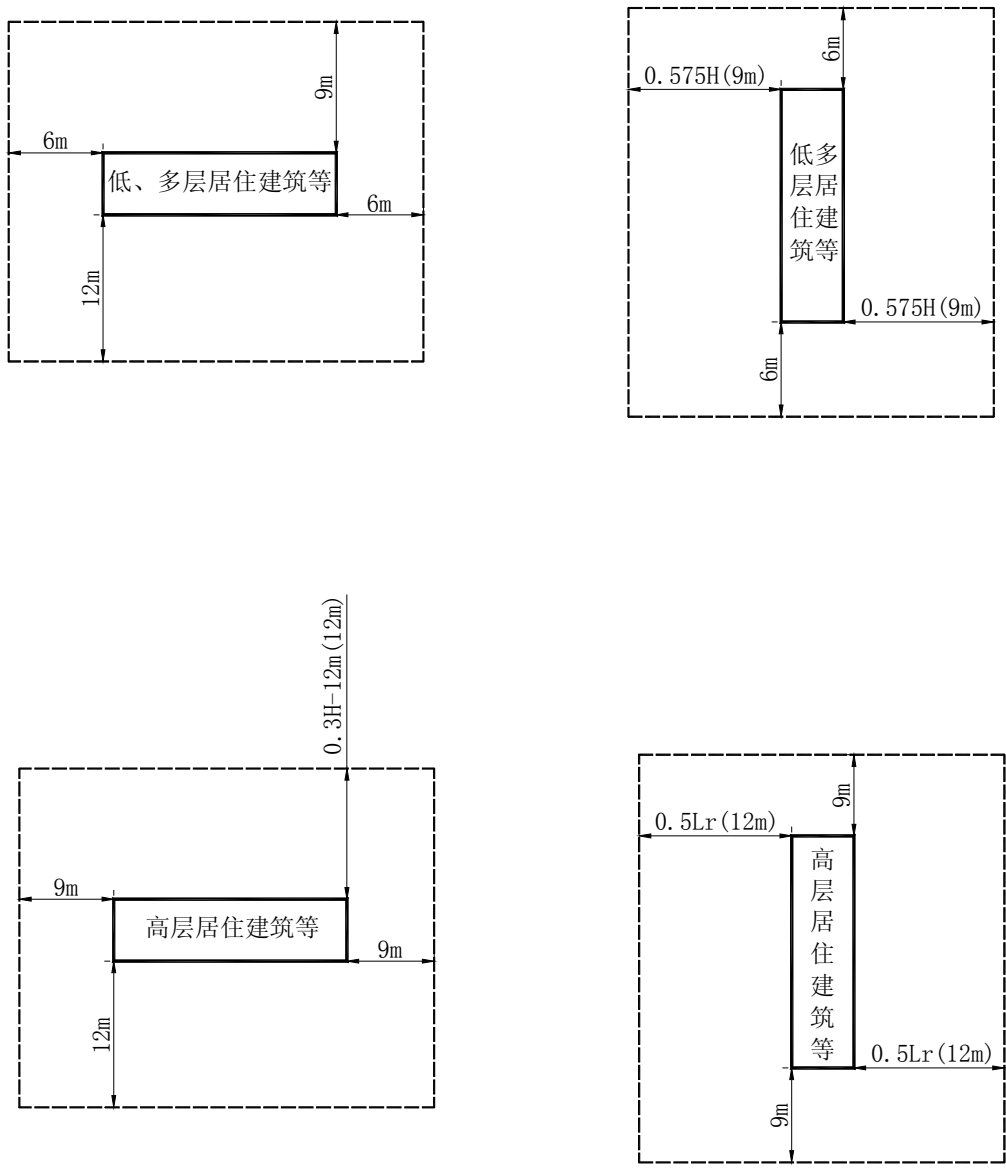 9m
6m
低、多层居住建筑等
6m
12m
6m
0.575H(9m)
低多
层居
住建
筑等
0.575H(9m)
6m
0.3H-12m(12m)
9m
高层居住建筑等
9m
12m
9m
0.5Lr(12m)
高
层
居
住
建
筑
等
0.5Lr(12m)
9m